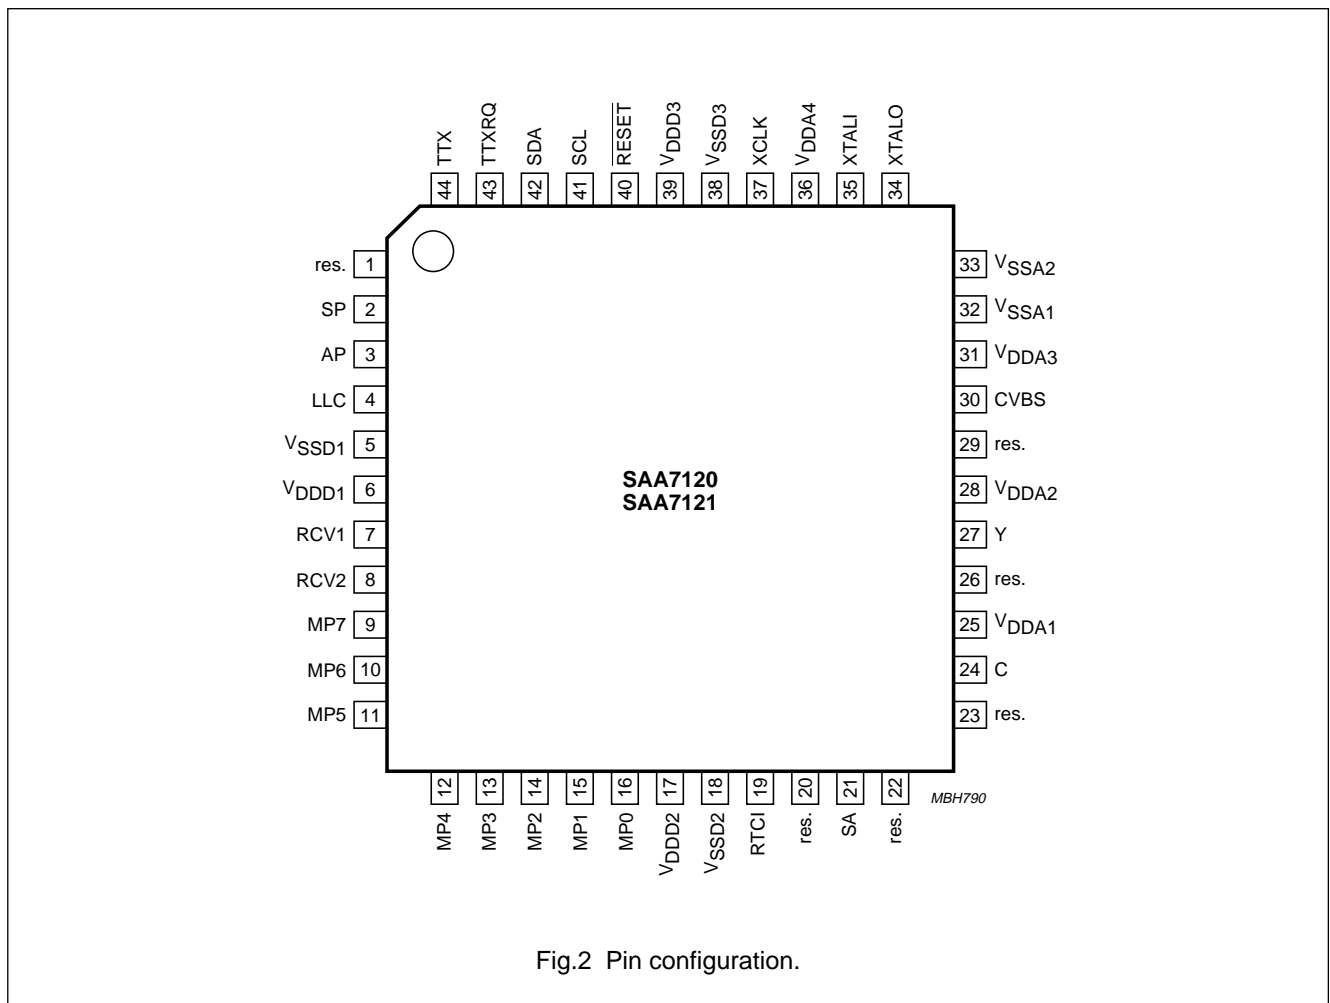 TTX
TTXRQ
SDA
SCL
RESET
VDDD3
VSSD3
XCLK
VDDA4
XTALI
XTALO
44
43
42
41
40
39
38
37
36
35
34
res. 1
SP 2
AP 3
LLC 4
VSSD1 5
VDDD1 6
RCV1 7
RCV2 8
MP7 9
MP6 10
MP5 11
SAA7120
SAA7121
33 VSSA2
32 VSSA1
31 VDDA3
30 CVBS
29 res.
28 VDDA2
27 Y
26 res.
25 VDDA1
24 C
23 res.
12
13
14
15
16
17
18
19
20
21
22
MP4
MP3
MP2
MP1
MP0
VDDD2
VSSD2
RTCI
res.
SA
res.
MBH790
Fig.2 Pin configuration.